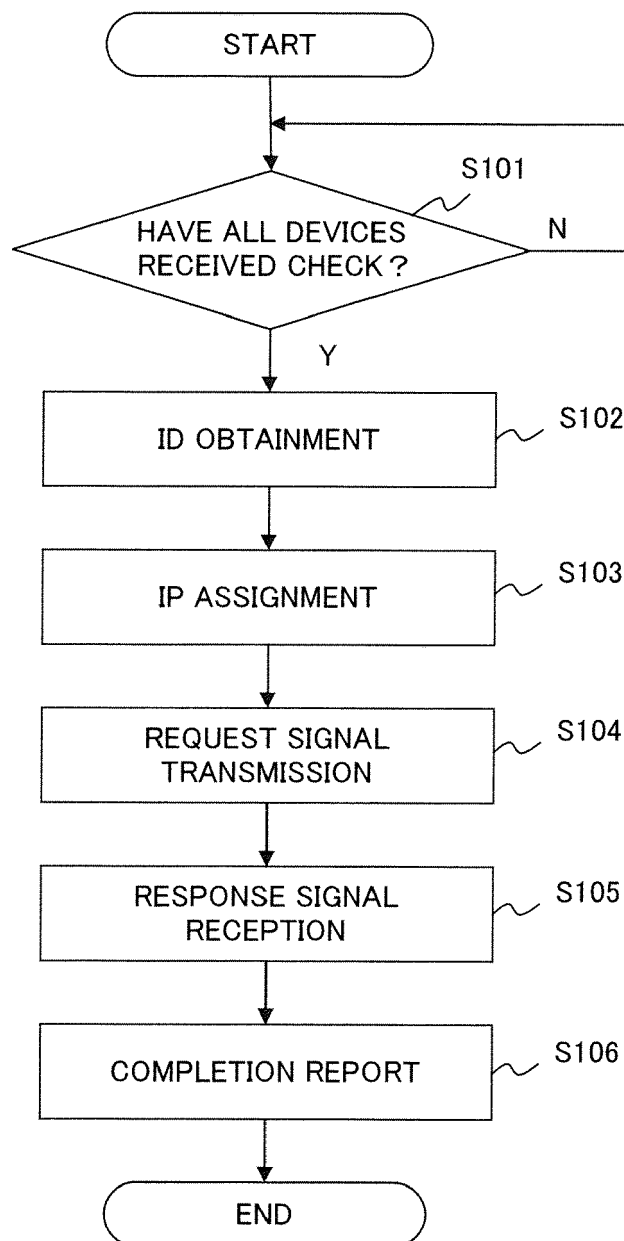 START
S101
HAVE ALL DEVICES
RECEIVED CHECK?
N
Y
ID OBTAINMENT
S102
IP ASSIGNMENT
S103
REQUEST SIGNAL
TRANSMISSION
S104
RESPONSE SIGNAL
RECEPTION
S105
COMPLETION REPORT
S106
END